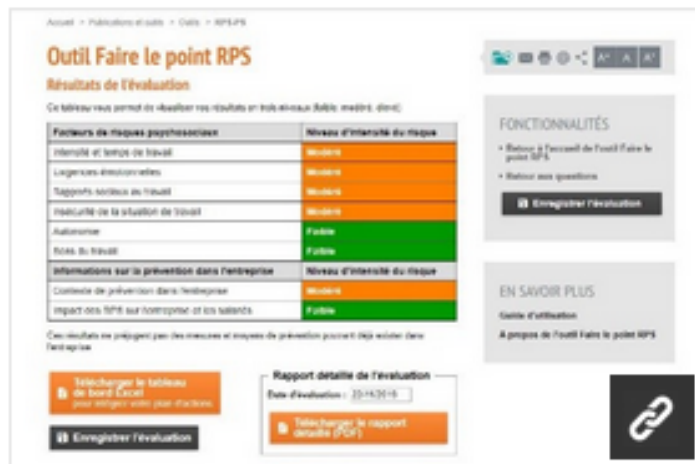 Accueil > Publications et outils > Outils > RPS-PS
Outil Faire le point RPS
Résultats de l'évaluation
Ce tableau vous permet de visualiser vos résultats en trois niveaux (faible, modéré, élevé)
Facteurs de risques psychosociaux Niveau d'intensité du risque
Intensité et temps de travail Modéré
Exigences émotionnelles Modéré
Rapports sociaux au travail Modéré
Insécurité de la situation de travail Modéré
Autonomie Faible
Sens du travail Faible
Informations sur la prévention dans l'entreprise Niveau d'intensité du risque
Contexte de prévention dans l'entreprise Modéré
Impact des RPS sur l'entreprise et les salariés Faible
Ces résultats ne préjugent pas des mesures et moyens de prévention pouvant déjà exister dans
l'entreprise
Télécharger le tableau
de bord Excel
pour rédiger votre plan d'actions
Enregistrer l'évaluation
Rapport détaillé de l'évaluation
Date d'évaluation :
Télécharger le rapport
détaillé (PDF)
A A A
FONCTIONNALITÉS
Retour à l'accueil de l'outil Faire le
point RPS
Retour aux questions
Enregistrer l'évaluation
EN SAVOIR PLUS
Guide d'utilisation
A propos de l'outil Faire le point RPS